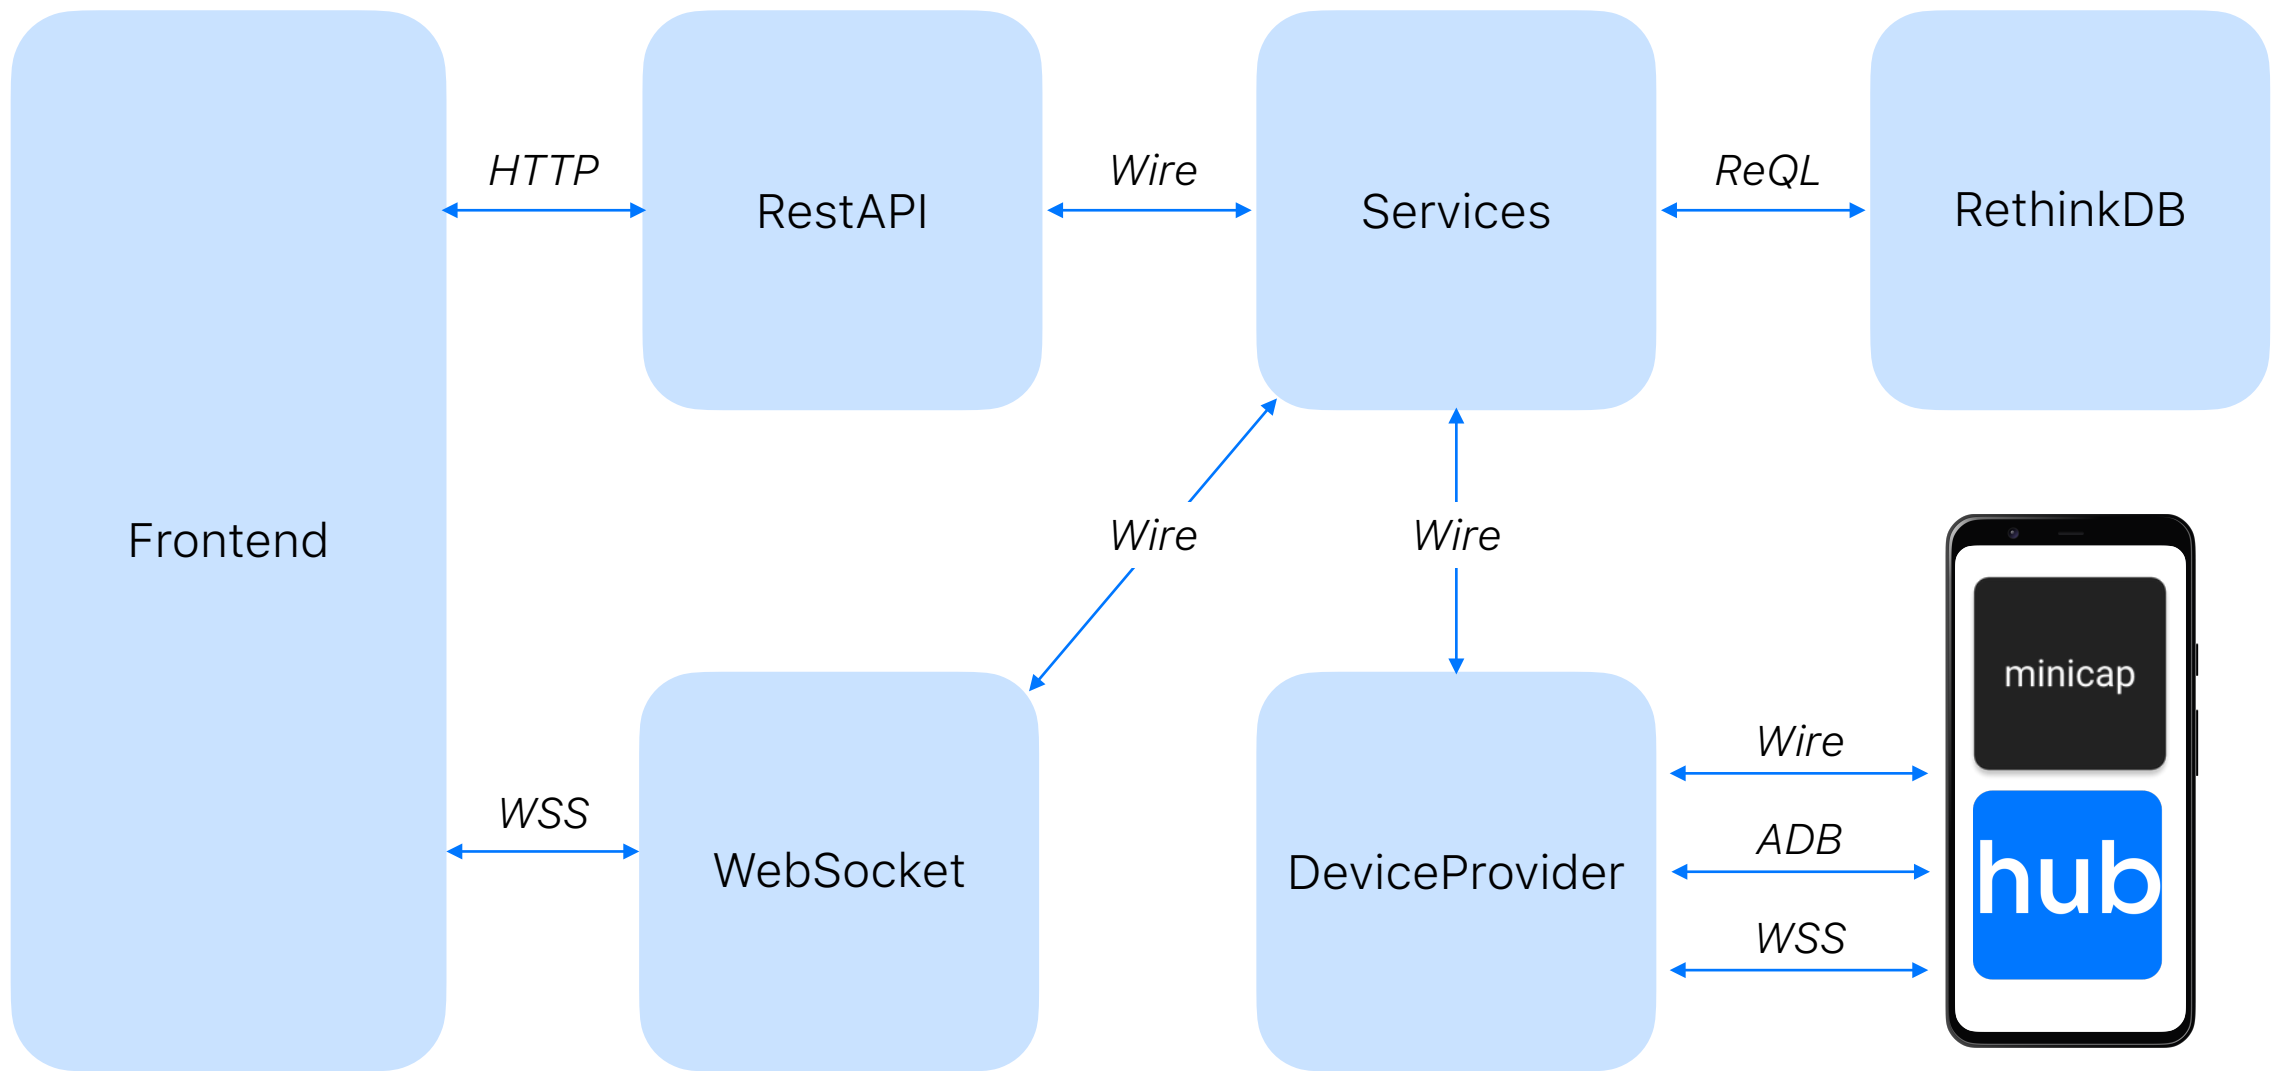 HTTP
Wire
ReQL
RestAPI
Services
RethinkDB
Frontend
Wire
Wire
minicap
Wire
WSS
ADB
hub
WebSocket
DeviceProvider
WSS